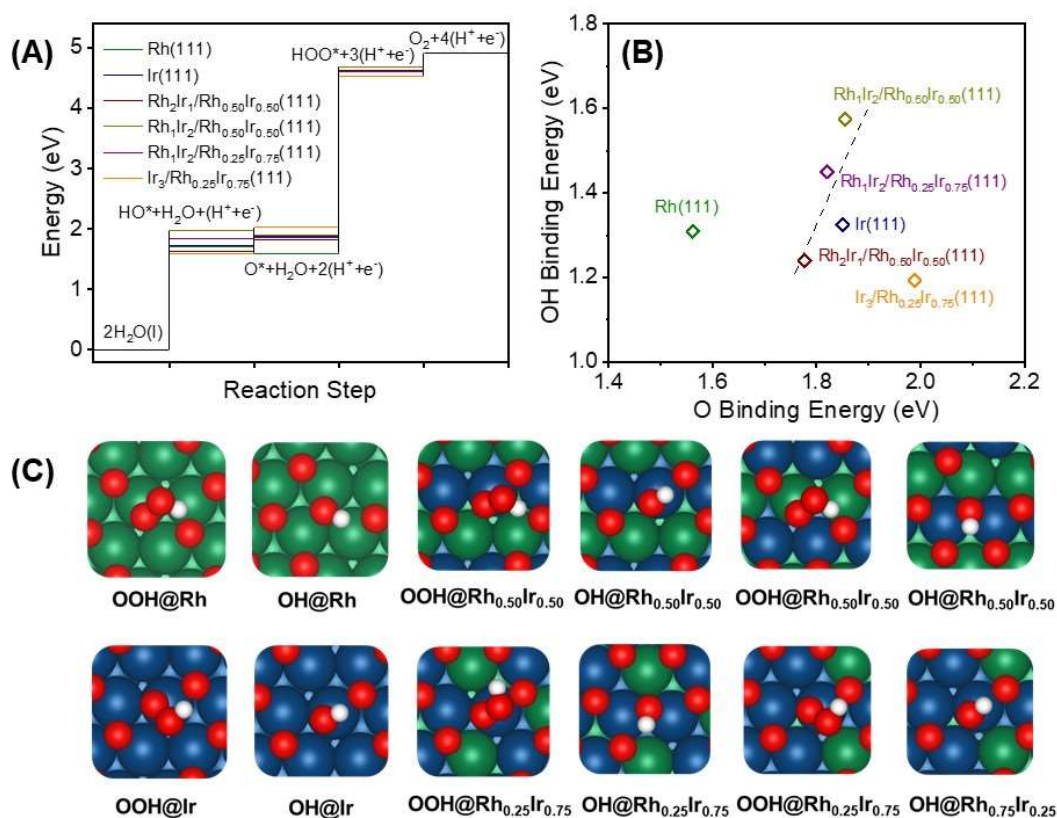 (A)
Energy (eV)
5
4
3
2
1
0
Rh(111)
Ir(111)
Rh₂Ir₁/Rh₀.₅₀Ir₀.₅₀(111)
Rh₁Ir₂/Rh₀.₅₀Ir₀.₅₀(111)
Rh₁Ir₂/Rh₀.₂₅Ir₀.₇₅(111)
Ir₃/Rh₀.₂₅Ir₀.₇₅(111)
O₂+4(H⁺+e⁻)
HOO*+3(H⁺+e⁻)
HO*+H₂O+(H⁺+e⁻)
O*+H₂O+2(H⁺+e⁻)
2H₂O(l)
Reaction Step
(B)
OH Binding Energy (eV)
1.8
1.6
1.4
1.2
1.0
Rh₁Ir₂/Rh₀.₅₀Ir₀.₅₀(111)
Rh₁Ir₂/Rh₀.₂₅Ir₀.₇₅(111)
Rh(111)
Ir(111)
Rh₂Ir₁/Rh₀.₅₀Ir₀.₅₀(111)
Ir₃/Rh₀.₂₅Ir₀.₇₅(111)
1.4 1.6 1.8 2.0 2.2
O Binding Energy (eV)
(C)
OOH@Rh OH@Rh OOH@Rh₀.₅₀Ir₀.₅₀ OH@Rh₀.₅₀Ir₀.₅₀ OOH@Rh₀.₅₀Ir₀.₅₀ OH@Rh₀.₅₀Ir₀.₅₀
OOH@Ir OH@Ir OOH@Rh₀.₂₅Ir₀.₇₅ OH@Rh₀.₂₅Ir₀.₇₅ OOH@Rh₀.₂₅Ir₀.₇₅ OH@Rh₀.₇₅Ir₀.₂₅